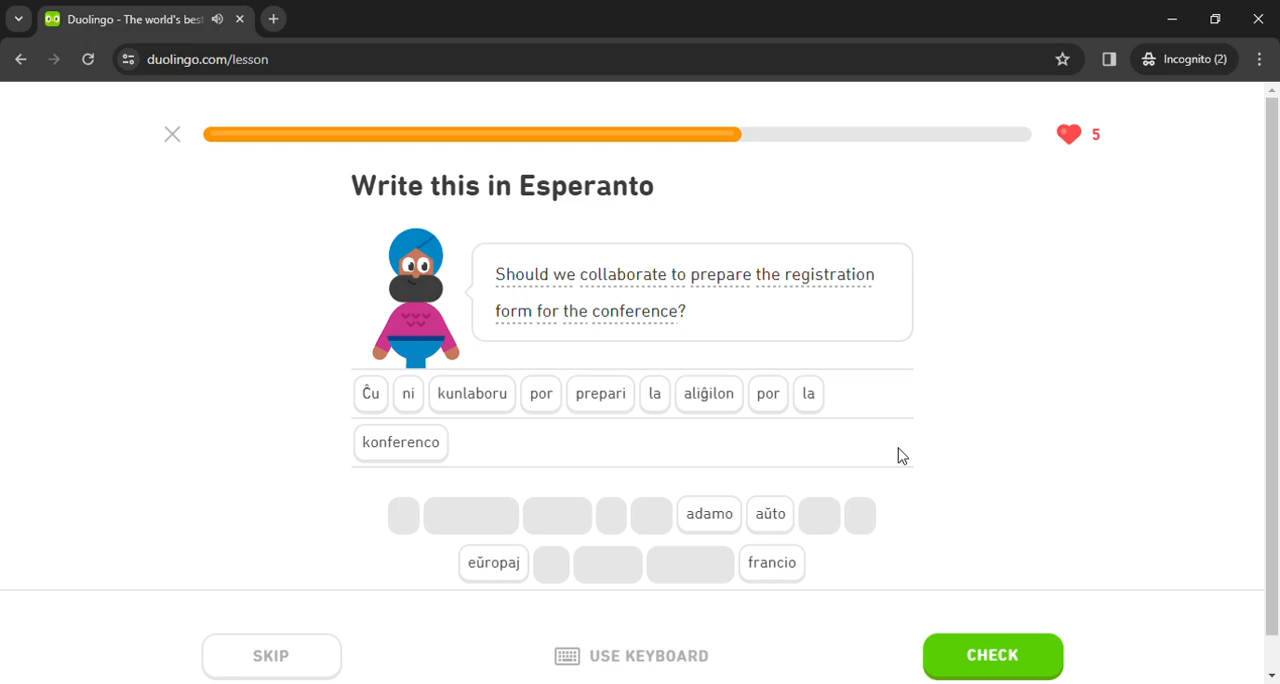 Duolingo - The world's bes
duolingo.com/lesson
Incognito (2)
5
Write this in Esperanto
Should we collaborate to prepare the registration
form for the conference?
Ĉu ni kunlaboru por prepari la aliĝilon por la
konferenco
adamo aŭto
eŭropaj francio
SKIP USE KEYBOARD CHECK